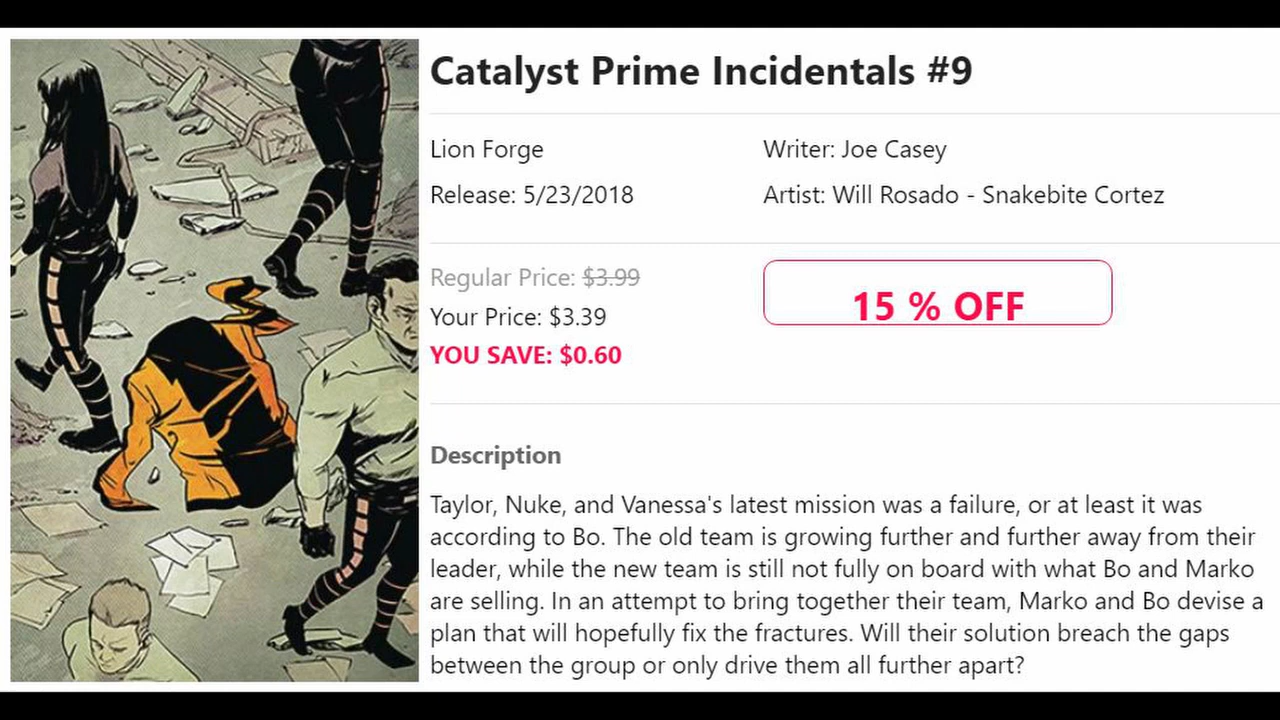 Catalyst Prime Incidentals #9
Lion Forge
Writer: Joe Casey
Release: 5/23/2018
Artist: Will Rosado - Snakebite Cortez
Regular Price: $3.99
Your Price: $3.39
YOU SAVE: $0.60
15 % OFF
Description
Taylor, Nuke, and Vanessa's latest mission was a failure, or at least it was
according to Bo. The old team is growing further and further away from their
leader, while the new team is still not fully on board with what Bo and Marko
are selling. In an attempt to bring together their team, Marko and Bo devise a
plan that will hopefully fix the fractures. Will their solution breach the gaps
between the group or only drive them all further apart?